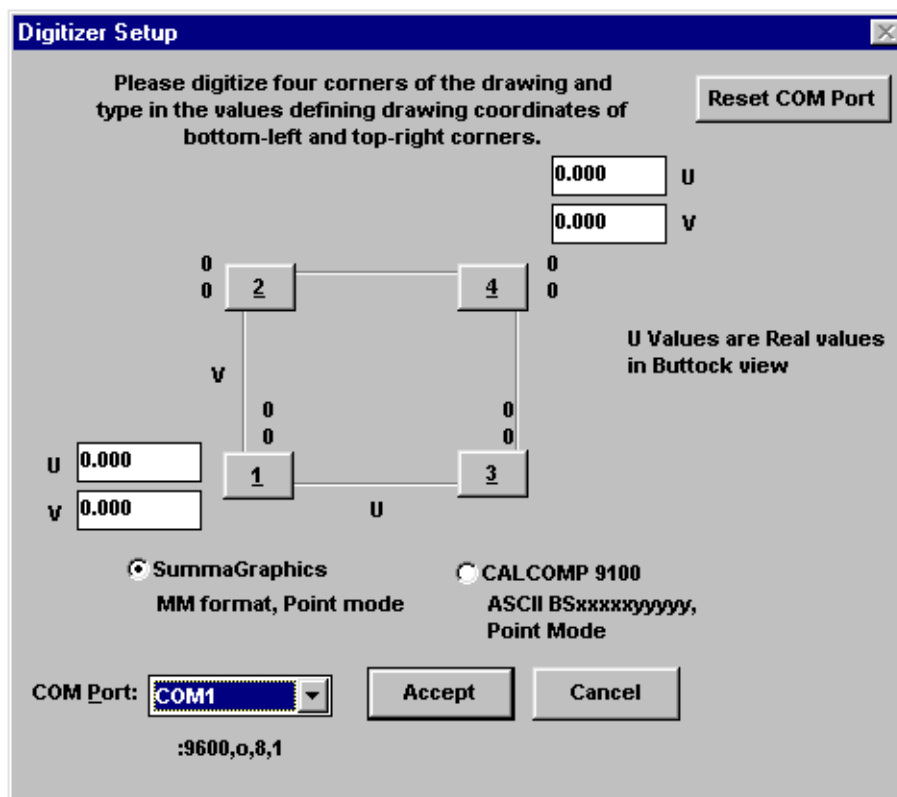 Digitizer Setup
Please digitize four corners of the drawing and
type in the values defining drawing coordinates of
bottom-left and top-right corners.
Reset COM Port
0.000 U
0.000 V
0
0
2
4
0
0
U Values are Real values
in Buttock view
V
0
0
0
0
U 0.000
V 0.000
1
3
U
SummaGraphics
MM format, Point mode
CALCOMP 9100
ASCII BSxxxxxyyyyy,
Point Mode
COM Port: COM1
Accept
Cancel
:9600,o,8,1